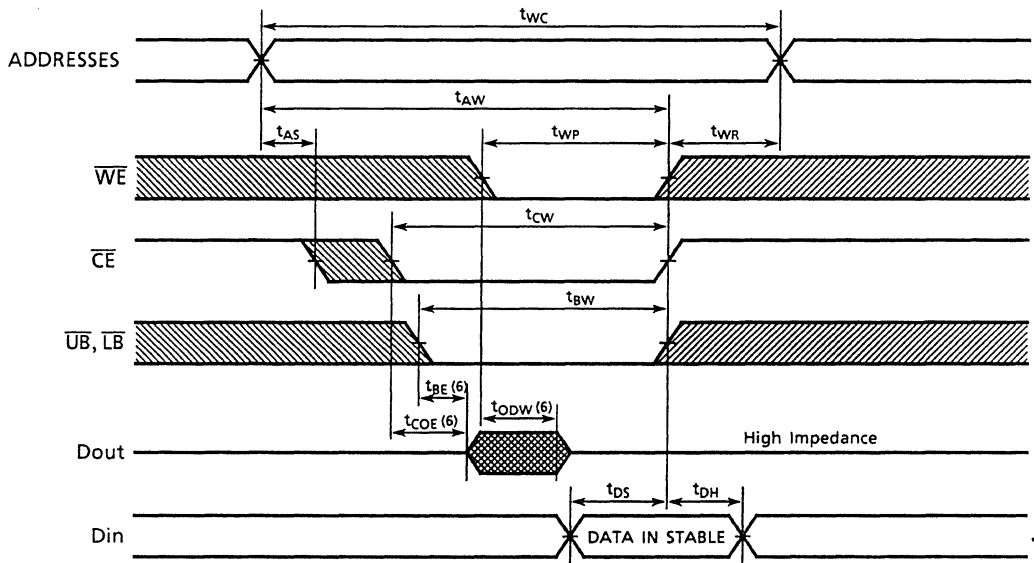 tWC
ADDRESSES
tAW
tAS
tWP
tWR
WE
tCW
CE
tBW
UB, LB
tBE (6)
tCOE (6)
tODW (6)
Dout
High Impedance
tDS
tDH
Din
DATA IN STABLE